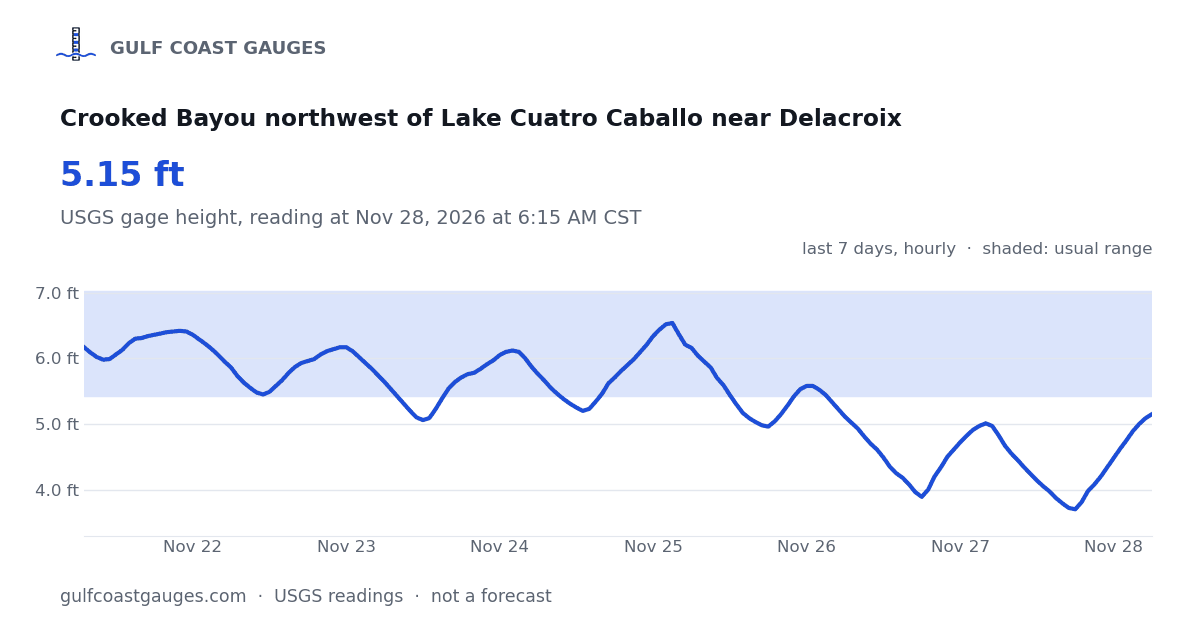 GULF COAST GAUGES
Crooked Bayou northwest of Lake Cuatro Caballo near Delacroix
5.15 ft
USGS gage height, reading at Nov 28, 2026 at 6:15 AM CST
last 7 days, hourly · shaded: usual range
7.0 ft
6.0 ft
5.0 ft
4.0 ft
Nov 22 Nov 23 Nov 24 Nov 25 Nov 26 Nov 27 Nov 28
gulfcoastgauges.com · USGS readings · not a forecast